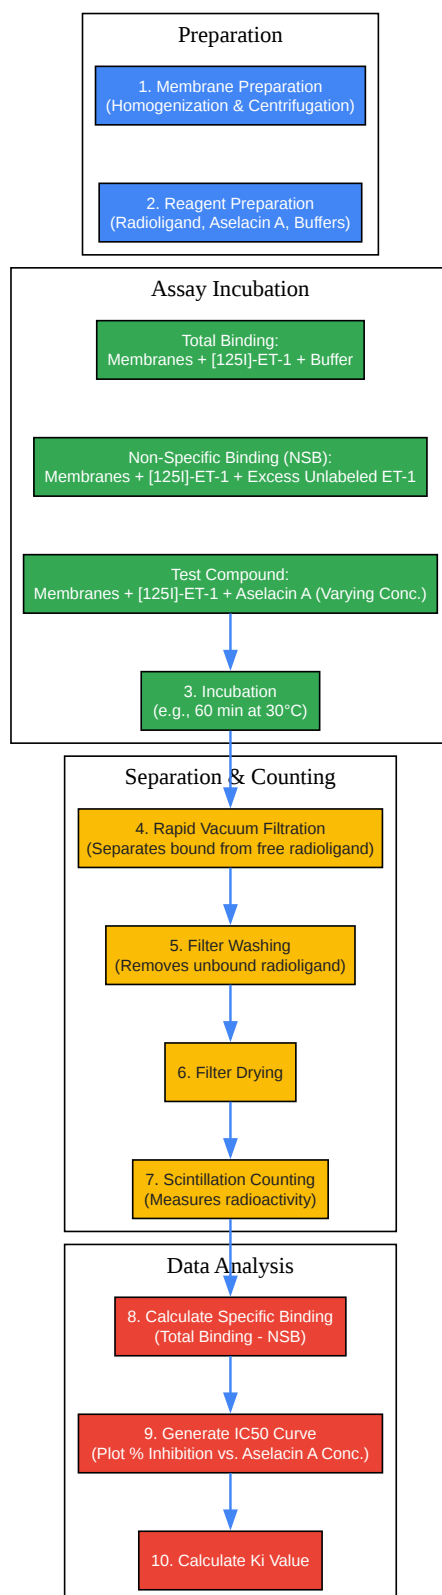 Preparation
1. Membrane Preparation
(Homogenization & Centrifugation)
2. Reagent Preparation
(Radioligand, Aselacin A, Buffers)
Assay Incubation
Total Binding:
Membranes + [125I]-ET-1 + Buffer
Non-Specific Binding (NSB):
Membranes + [125I]-ET-1 + Excess Unlabeled ET-1
Test Compound:
Membranes + [125I]-ET-1 + Aselacin A (Varying Conc.)
3. Incubation
(e.g., 60 min at 30°C)
Separation & Counting
4. Rapid Vacuum Filtration
(Separates bound from free radioligand)
5. Filter Washing
(Removes unbound radioligand)
6. Filter Drying
7. Scintillation Counting
(Measures radioactivity)
Data Analysis
8. Calculate Specific Binding
(Total Binding - NSB)
9. Generate IC50 Curve
(Plot % Inhibition vs. Aselacin A Conc.)
10. Calculate Ki Value